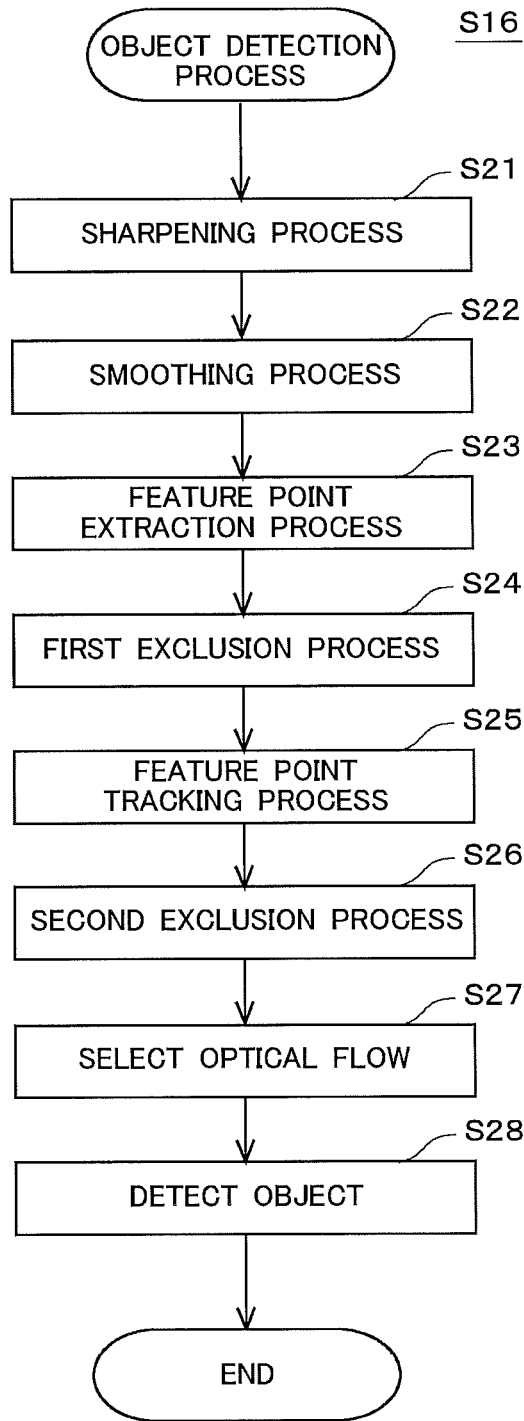 S16
OBJECT DETECTION
PROCESS
S21
SHARPENING PROCESS
S22
SMOOTHING PROCESS
S23
FEATURE POINT
EXTRACTION PROCESS
S24
FIRST EXCLUSION PROCESS
S25
FEATURE POINT
TRACKING PROCESS
S26
SECOND EXCLUSION PROCESS
S27
SELECT OPTICAL FLOW
S28
DETECT OBJECT
END